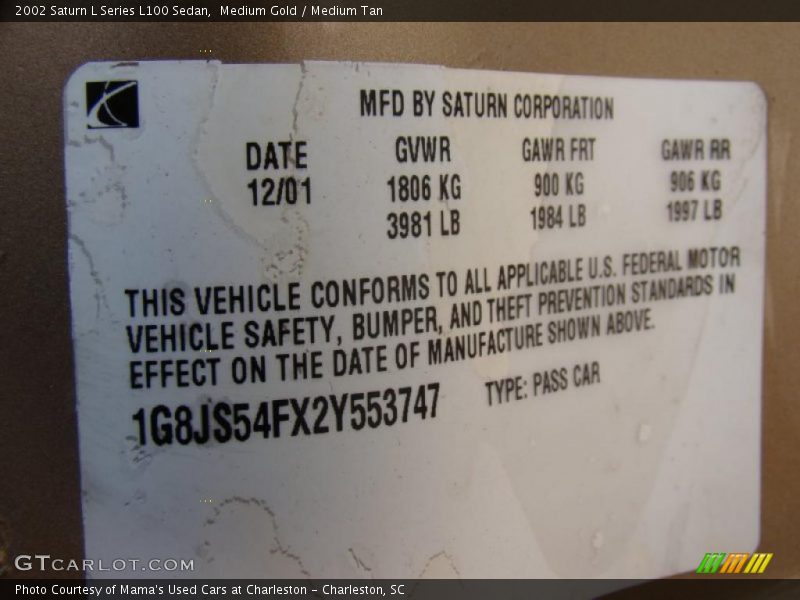 2002 Saturn L Series L100 Sedan,  Medium Gold / Medium Tan
MFD BY SATURN CORPORATION
DATE GVWR GAWR FRT GAWR RR
12/01 1806 KG 900 KG 906 KG
3981 LB 1984 LB 1997 LB
THIS VEHICLE CONFORMS TO ALL APPLICABLE U.S. FEDERAL MOTOR
VEHICLE SAFETY, BUMPER, AND THEFT PREVENTION STANDARDS IN
EFFECT ON THE DATE OF MANUFACTURE SHOWN ABOVE.
1G8JS54FX2Y553747 TYPE: PASS CAR
GTCARLOT.COM
Photo Courtesy of Mama's Used Cars at Charleston - Charleston, SC